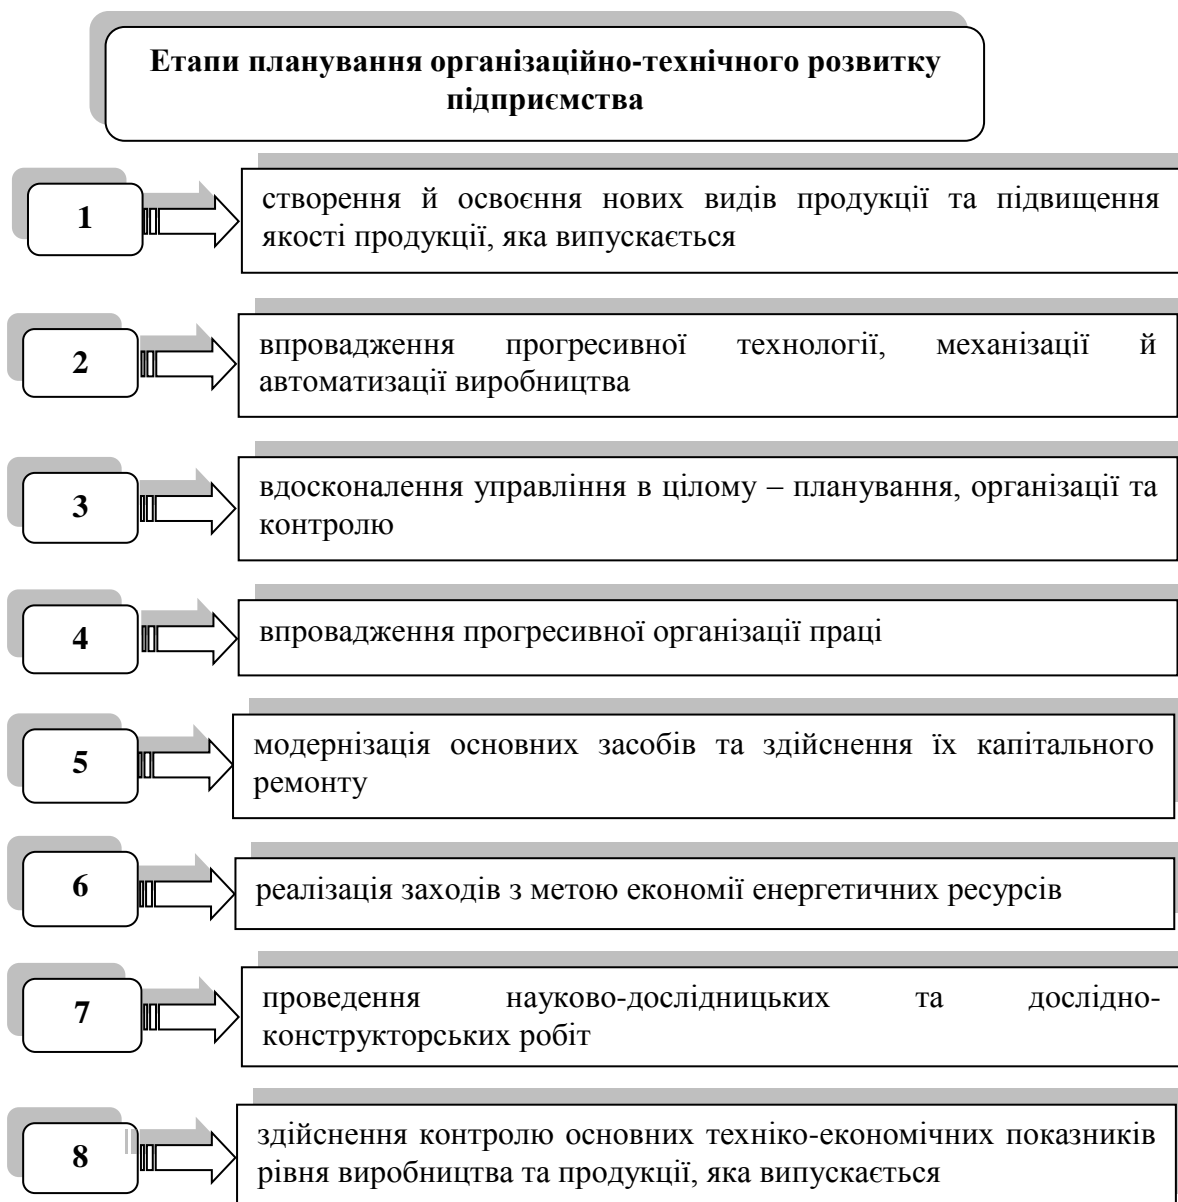 Етапи планування організаційно-технічного розвитку
підприємства
1
створення й освоєння нових видів продукції та підвищення
якості продукції, яка випускається
2
впровадження прогресивної технології, механізації й
автоматизації виробництва
3
вдосконалення управління в цілому – планування, організації та
контролю
4
впровадження прогресивної організації праці
5
модернізація основних засобів та здійснення їх капітального
ремонту
6
реалізація заходів з метою економії енергетичних ресурсів
7
проведення науково-дослідницьких та дослідно-
конструкторських робіт
8
здійснення контролю основних техніко-економічних показників
рівня виробництва та продукції, яка випускається